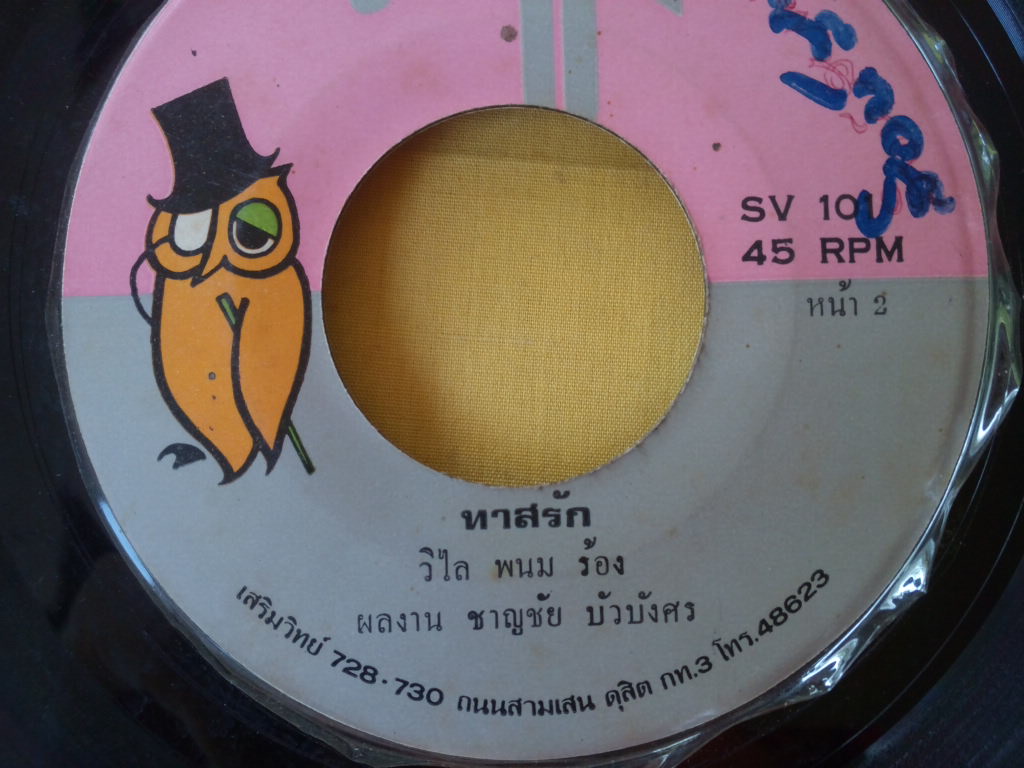 SV 101
45 RPM
หน้า 2
ทาสรัก
วิไล พนม ร้อง
ผลงาน ชาญชัย บัวบังศร
เสริมวิทย์ 728-730 ถนนสามเสน ดุสิต กท.3 โทร.48623